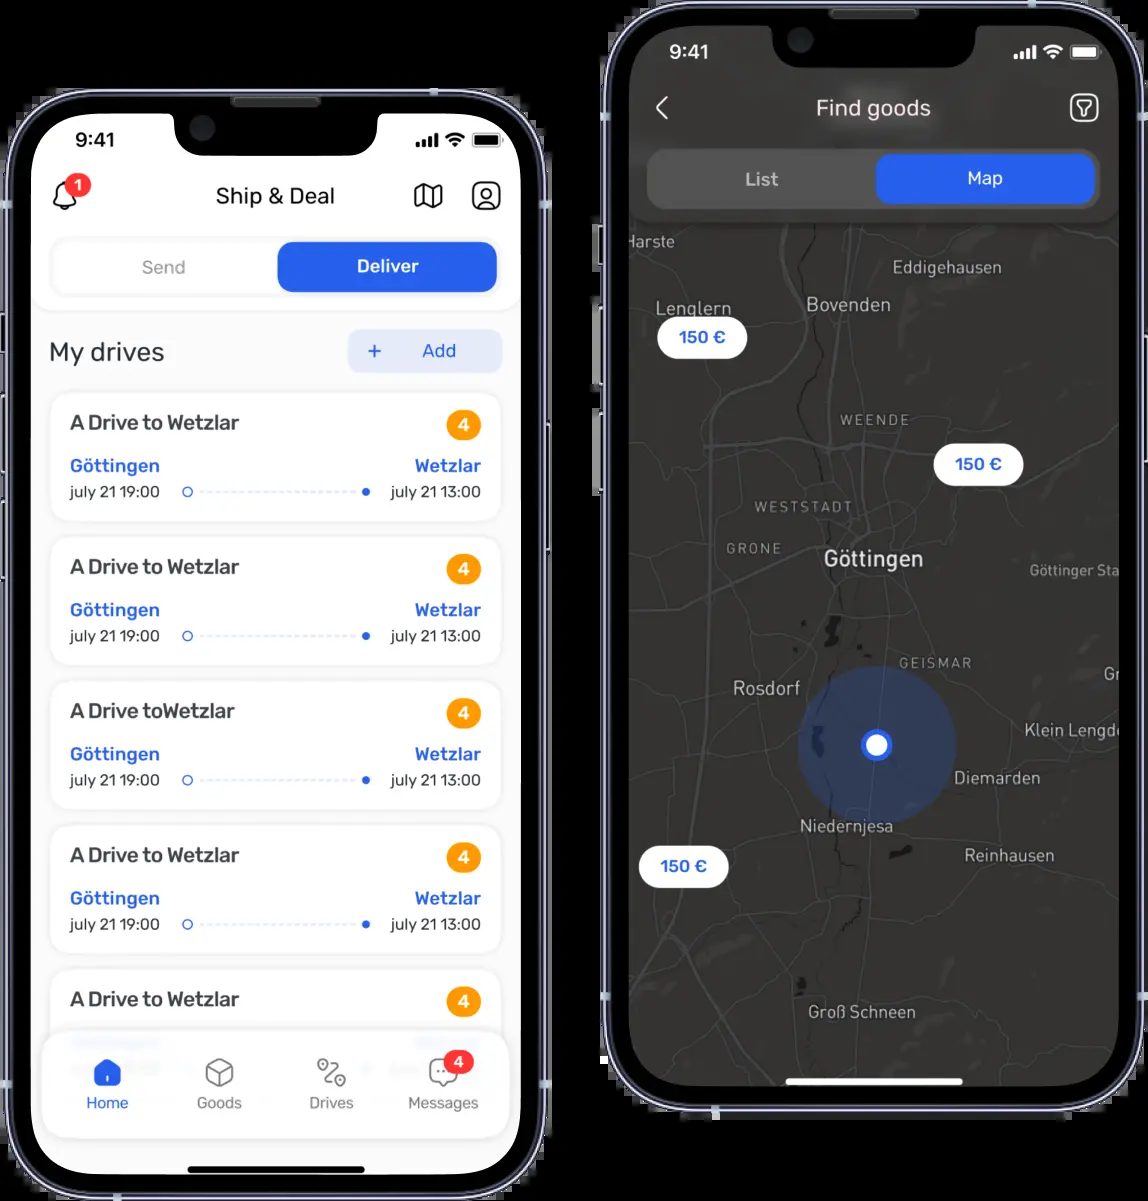 9:41
1
Ship & Deal
Send
Deliver
My drives
+ Add
A Drive to Wetzlar
4
Göttingen
Wetzlar
july 21 19:00
july 21 13:00
A Drive to Wetzlar
4
Göttingen
Wetzlar
july 21 19:00
july 21 13:00
A Drive toWetzlar
4
Göttingen
Wetzlar
july 21 19:00
july 21 13:00
A Drive to Wetzlar
4
Göttingen
Wetzlar
july 21 19:00
july 21 13:00
A Drive to Wetzlar
4
4
Home
Goods
Drives
Messages
9:41
Find goods
List
Map
Harste
Eddigehausen
Lenglern
Bovenden
150 €
WEENDE
150 €
WESTSTADT
GRONE
Göttingen
Göttinger Sta
GEISMAR
Gr
Rosdorf
Klein Lengde
Diemarden
Niedernjesa
Reinhausen
150 €
Groß Schneen